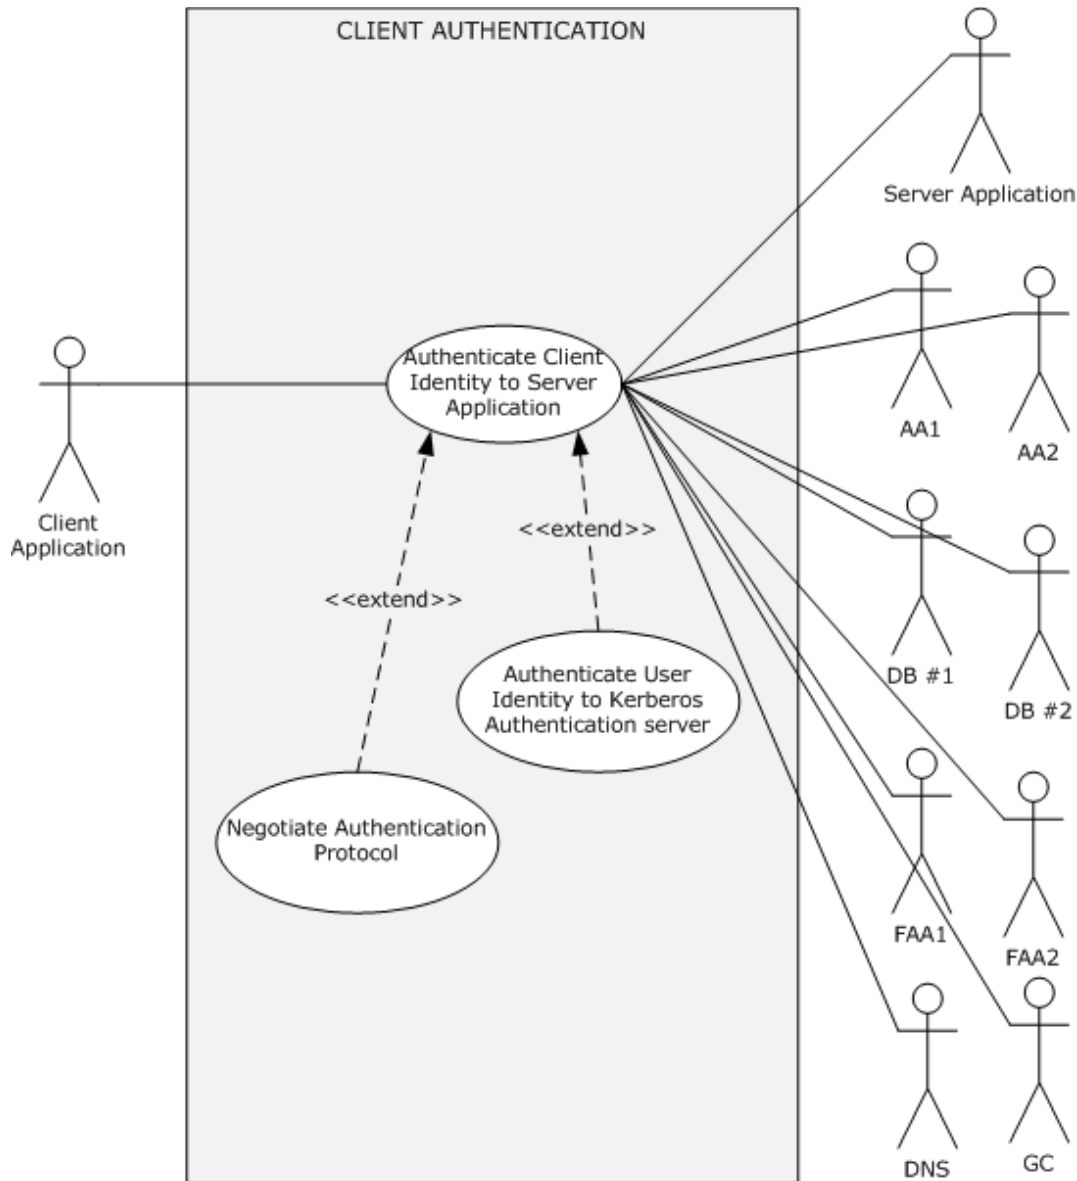 CLIENT AUTHENTICATION
Server Application
Authenticate Client
Identity to Server
Application
AA1
AA2
Client
Application
<<extend>>
<<extend>>
DB #1
DB #2
Authenticate User
Identity to Kerberos
Authentication server
Negotiate Authentication
Protocol
FAA1
FAA2
DNS
GC